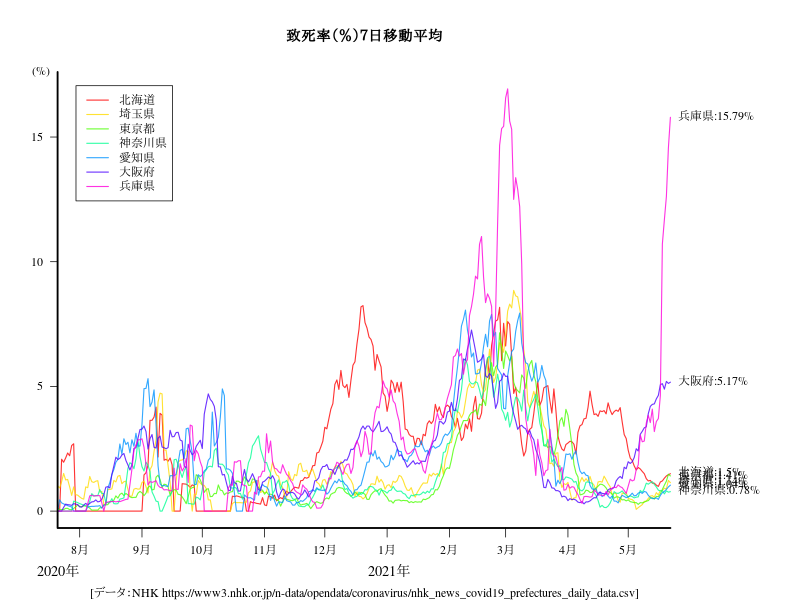 致死率(%)7日移動平均
(%)
15
10
5
0
北海道
埼玉県
東京都
神奈川県
愛知県
大阪府
兵庫県
兵庫県:15.79%
大阪府:5.17%
北海道:1.5%
神奈川県:0.78%
8月 9月 10月 11月 12月 1月 2月 3月 4月 5月
2020年 2021年
[データ:NHK https://www3.nhk.or.jp/n-data/opendata/coronavirus/nhk_news_covid19_prefectures_daily_data.csv]